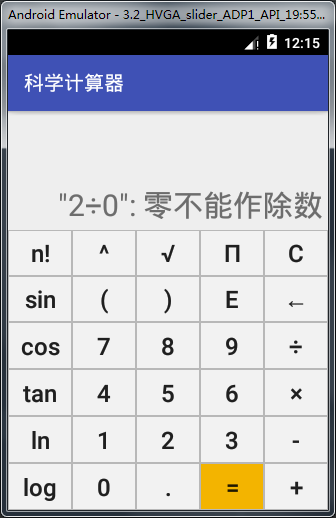 Android Emulator - 3.2_HVGA_slider_ADP1_API_19:55...
12:15
科学计算器
"2÷0": 零不能作除数
n! ^ √ Π C
sin ( ) E ←
cos 7 8 9 ÷
tan 4 5 6 ×
ln 1 2 3 -
log 0 . = +